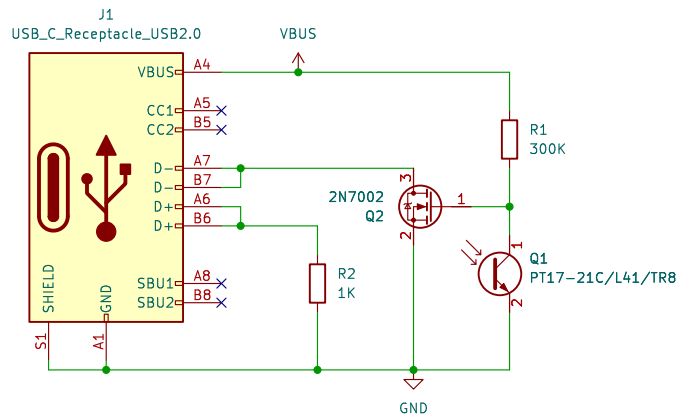 J1
USB_C_Receptacle_USB2.0
VBUS
VBUS A4
CC1 A5
CC2 B5
D- A7
D- B7
D+ A6
D+ B6
SBU1 A8
SBU2 B8
SHIELD
GND
S1
A1
R1
300K
3
2N7002
Q2
1
2
1
Q1
PT17-21C/L41/TR8
2
R2
1K
GND